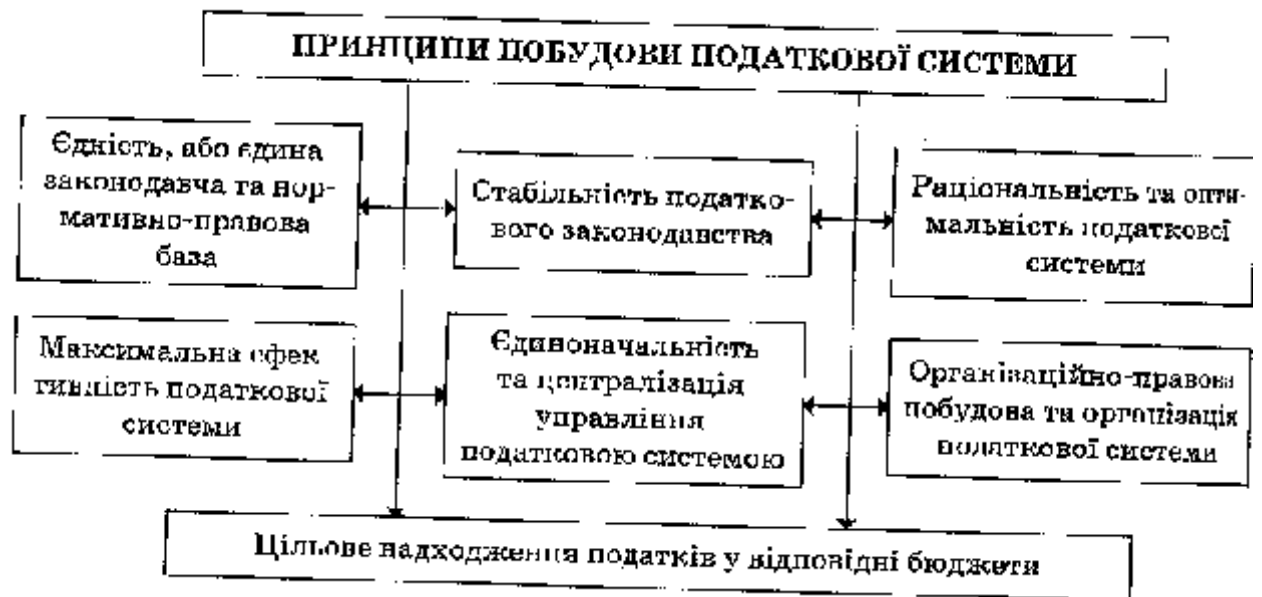 ПРИНЦИПИ ПОБУДОВИ ПОДАТКОВОЇ СИСТЕМИ
Єдність, або єдина
законодавча та нор-
мативно-правова
база
Стабільність податко-
вого законодавства
Раціональність та опти-
мальність податкової
системи
Максимальна ефек
тивність податкової
системи
Єдиноначальність
та централізація
управління
податковою системою
Організаційно-правова
побудова та організація
податкової системи
Цільове надходження податків у відповідні бюджети